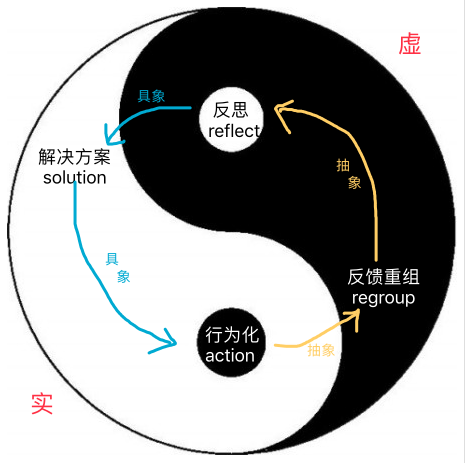 虚
具象
反思
reflect
抽
象
解决方案
solution
具
象
反馈重组
regroup
行为化
action
抽象
实